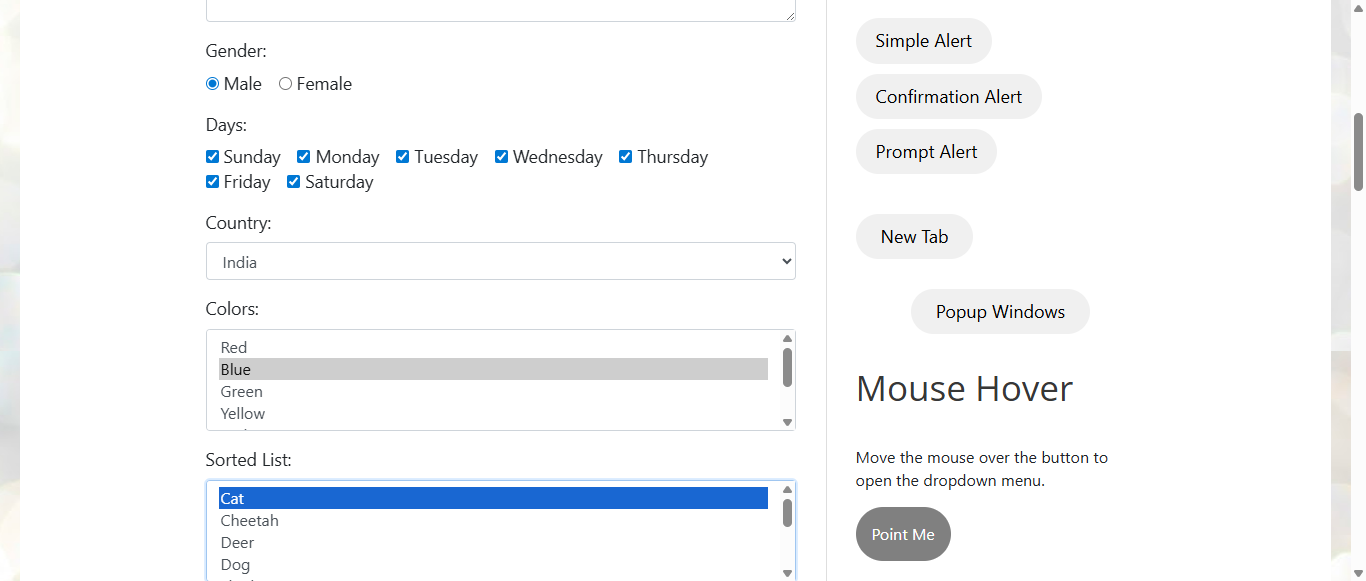 Gender:
Male Female
Days:
Sunday Monday Tuesday Wednesday Thursday
Friday Saturday
Country:
India
Colors:
Red
Blue
Green
Yellow
Sorted List:
Cat
Cheetah
Deer
Dog
Simple Alert
Confirmation Alert
Prompt Alert
New Tab
Popup Windows
Mouse Hover
Move the mouse over the button to
open the dropdown menu.
Point Me